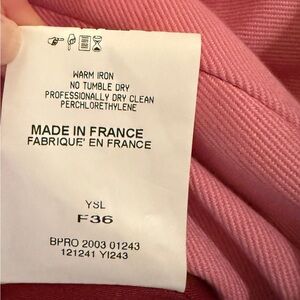 WARM IRON
NO TUMBLE DRY
PROFESSIONALLY DRY CLEAN
PERCHLORETHYLENE
MADE IN FRANCE
FABRIQUE' EN FRANCE
YSL
F36
BPRO 2003 01243
121241 YI243